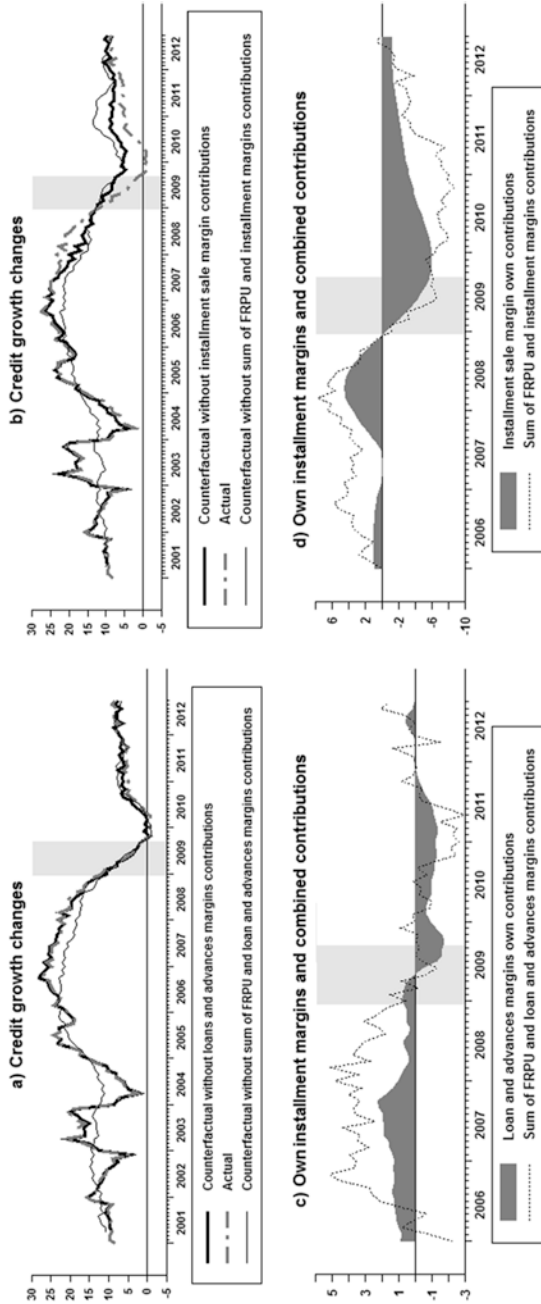 a) Credit growth changes
30
25
20
15
10
5
0
-5
2001 2002 2003 2004 2005 2006 2007 2008 2009 2010 2011 2012
Counterfactual without loans and advances margins contributions
Actual
Counterfactual without sum of FRPU and loan and advances margins contributions
b) Credit growth changes
30
25
20
15
10
5
0
-5
2001 2002 2003 2004 2005 2006 2007 2008 2009 2010 2011 2012
Counterfactual without installment sale margin contributions
Actual
Counterfactual without sum of FRPU and installment margins contributions
c) Own installment margins and combined contributions
5
3
1
-1
-3
2006 2007 2008 2009 2010 2011 2012
Loan and advances margins own contributions
Sum of FRPU and loan and advances margins contributions
d) Own installment margins and combined contributions
6
2
-2
-6
-10
2006 2007 2008 2009 2010 2011 2012
Installment sale margin own contributions
Sum of FRPU and installment margins contributions